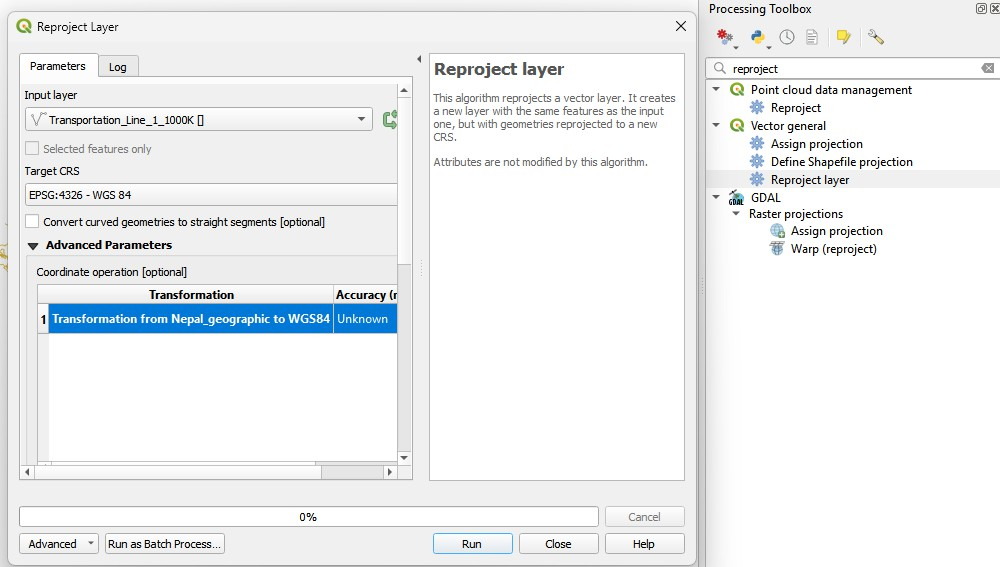 Reproject Layer
Parameters
Log
Input layer
Transportation_Line_1_1000K []
Selected features only
Target CRS
EPSG:4326 - WGS 84
Convert curved geometries to straight segments [optional]
Advanced Parameters
Coordinate operation [optional]
Transformation Accuracy (
1 Transformation from Nepal_geographic to WGS84 Unknown
Reproject layer
This algorithm reprojects a vector layer. It creates
a new layer with the same features as the input
one, but with geometries reprojected to a new
CRS.
Attributes are not modified by this algorithm.
0%
Cancel
Advanced
Run as Batch Process...
Run
Close
Help
Processing Toolbox
reproject
Point cloud data management
Reproject
Vector general
Assign projection
Define Shapefile projection
Reproject layer
GDAL
GDAL
Raster projections
Assign projection
Warp (reproject)